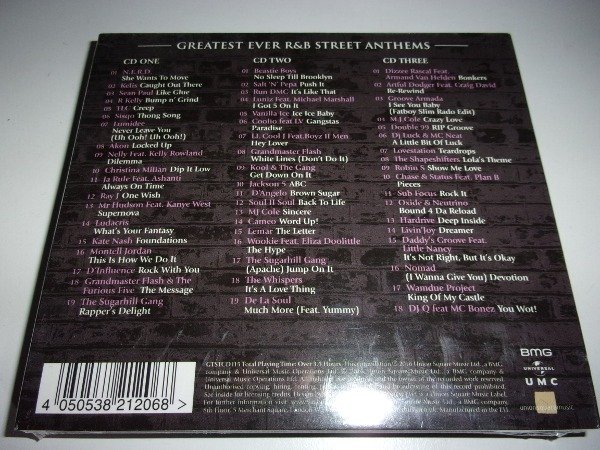 GREATEST EVER R&B STREET ANTHEMS
CD ONE
01 N.E.R.D
She Wants To Move
02 Kelis Caught Out There
03 Sean Paul Like Glue
04 R Kelly Bump n' Grind
05 TLC Creep
06 Sisqo Thong Song
07 Lumidee
Never Leave You
(Uh Ooh! Uh Ooh!)
08 Akon Locked Up
09 Nelly Feat. Kelly Rowland
Dilemma
10 Christina Milian Dip It Low
11 Ja Rule Feat. Ashanti
Always On Time
12 Ray J One Wish
13 Mr Hudson Feat. Kanye West
Supernova
14 Ludacris
What's Your Fantasy
15 Kate Nash Foundations
16 Montell Jordan
This Is How We Do It
17 D'Influence Rock With You
18 Grandmaster Flash & The
Furious Five The Message
19 The Sugarhill Gang
Rapper's Delight
CD TWO
01 Beastie Boys
No Sleep Till Brooklyn
02 Salt 'N' Pepa Push It
03 Run DMC It's Like That
04 Luniz Feat. Michael Marshall
I Got 5 On It
05 Vanilla Ice Ice Ice Baby
06 Coolio feat LV Gangstas
Paradise
07 LL Cool J Feat Boyz II Men
Hey Lover
08 Grandmaster Flash
White Lines (Don't Do It)
09 Kool & The Gang
Get Down On It
10 Jackson 5 ABC
11 D'Angelo Brown Sugar
12 Soul II Soul Back To Life
13 MJ Cole Sincere
14 Cameo Word Up!
15 Lemar The Letter
16 Wookie Feat. Eliza Doolittle
The Hype
17 The Sugarhill Gang
(Apache) Jump On It
18 The Whispers
It's A Love Thing
19 De La Soul
Much More (Feat. Yummy)
CD THREE
01 Dizzee Rascal Feat.
Armand Van Helden Bonkers
02 Artful Dodger Feat. Craig David
Re-Rewind
03 Groove Armada
I See You Baby
(Fatboy Slim Radio Edit)
04 M.J.Cole Crazy Love
05 Double 99 RIP Groove
06 DJ Luck & MC Neat
A Little Bit Of Luck
07 Lovestation Teardrops
08 The Shapeshifters Lola's Theme
09 Robin S Show Me Love
10 Chase & Status Feat. Plan B
Pieces
11 Sub Focus Rock It
12 Oxide & Neutrino
Bound 4 Da Reload
13 Hardrive Deep Inside
14 Livin'Joy Dreamer
15 Daddy's Groove Feat.
Little Nancy
It's Not Right, But It's Okay
16 Nomad
(I Wanna Give You) Devotion
17 Wamdue Project
King Of My Castle
18 DJ Q feat MC Bonez You Wot!
4 050538 212068 >
Total Playing Time: Over 3.5 Hours.
BMG
UNIVERSAL
UMC
unionsquaremusic